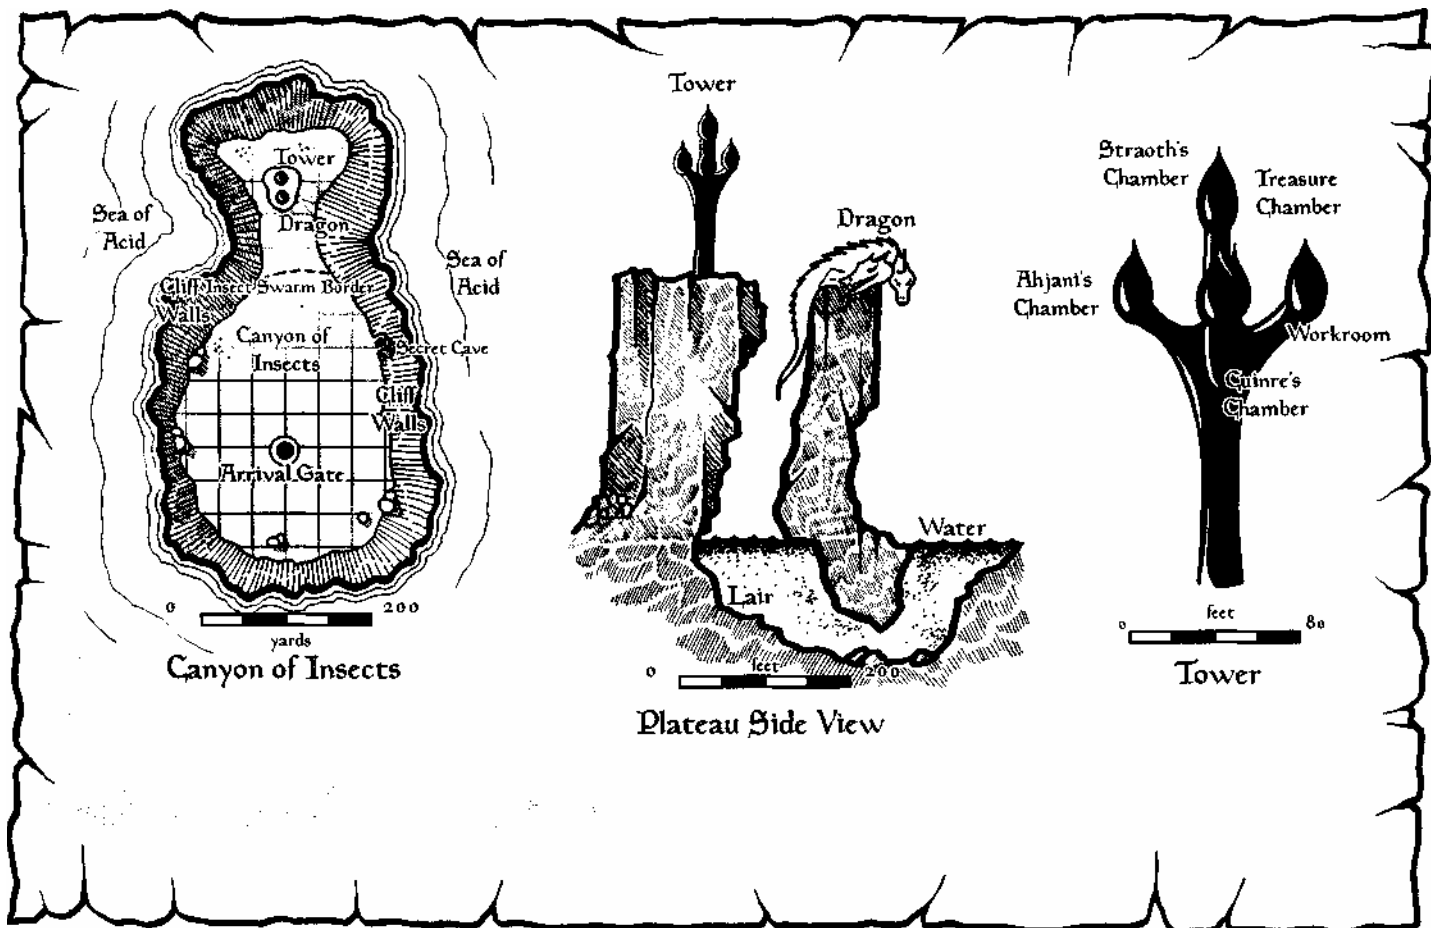 Tower
Dragon
Sea of
Acid
Sea of
Acid
Cliff
Walls
Insect Swarm Border
Canyon of
Insects
Secret Cave
Cliff
Walls
Arrival Gate
0 200
yards
Canyon of Insects
Tower
Dragon
Water
Lair
0 feet 200
Plateau Side View
Straoth's
Chamber
Treasure
Chamber
Ahjani's
Chamber
Workroom
Cuinre's
Chamber
feet
0 80
Tower